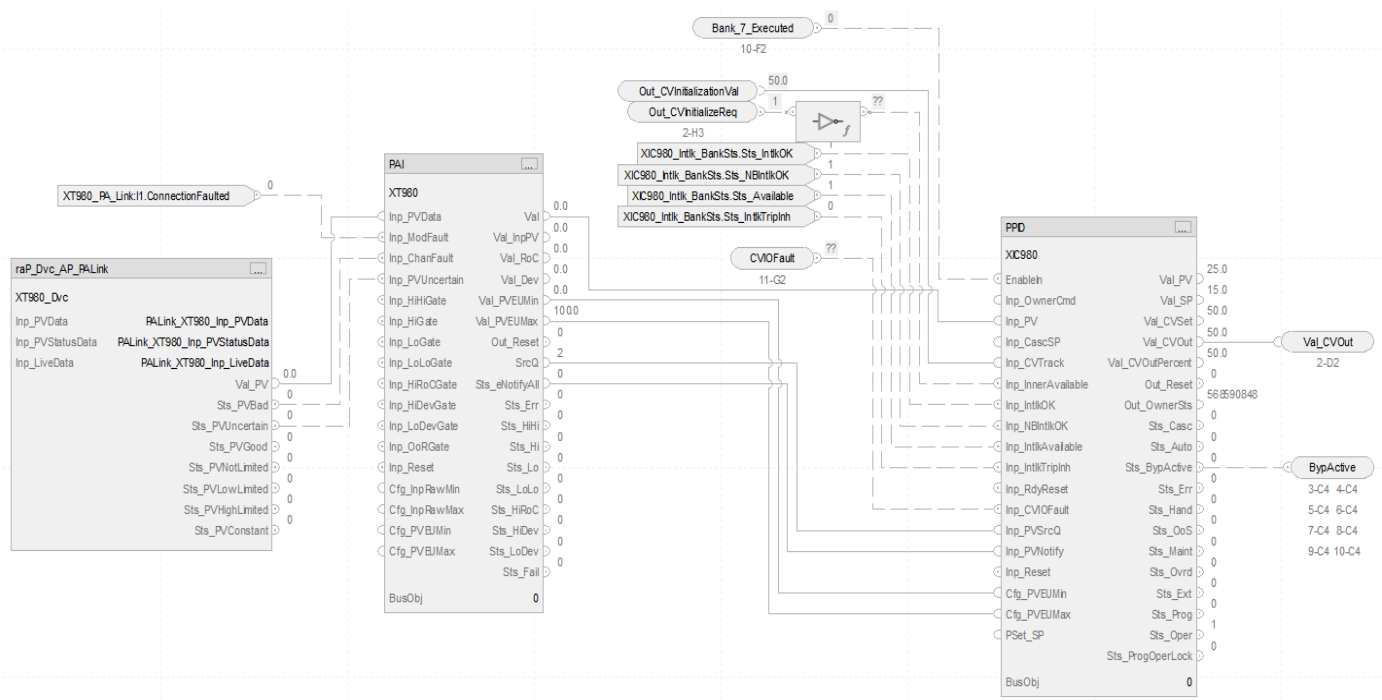 Bank_7_Executed
0
10-F2
Out_CVInitializationVal
50.0
Out_CVInitializeReq
1
2-H3
f
??
XIC980_Intlk_BankSts.Sts_IntlkOK
XIC980_Intlk_BankSts.Sts_NBIntlkOK
1
XIC980_Intlk_BankSts.Sts_Available
1
XIC980_Intlk_BankSts.Sts_IntlkTripInh
0
CVIOFault
??
11-G2
XT980_PA_Link:I1.ConnectionFaulted
0
raP_Dvc_AP_PALink
...
XT980_Dvc
Inp_PVData
PALink_XT980_Inp_PVData
Inp_PVStatusData
PALink_XT980_Inp_PVStatusData
Inp_LiveData
PALink_XT980_Inp_LiveData
Val_PV
0.0
Sts_PVBad
0
Sts_PVUncertain
0
Sts_PVGood
0
Sts_PVNotLimited
0
Sts_PVLowLimited
0
Sts_PVHighLimited
0
Sts_PVConstant
0
PAI
...
XT980
Inp_PVData
Val
0.0
Inp_ModFault
Val_InpPV
0.0
Inp_ChanFault
Val_RoC
0.0
Inp_PVUncertain
Val_Dev
0.0
Inp_HiHiGate
Val_PVEUMin
0.0
Inp_HiGate
Val_PVEUMax
100.0
Inp_LoGate
Out_Reset
0
Inp_LoLoGate
SrcQ
2
Inp_HiRoCGate
Sts_eNotifyAll
0
Inp_HiDevGate
Sts_Err
0
Inp_LoDevGate
Sts_HiHi
0
Inp_OoRGate
Sts_Hi
0
Inp_Reset
Sts_Lo
0
Cfg_InpRawMin
Sts_LoLo
0
Cfg_InpRawMax
Sts_HiRoC
0
Cfg_PVEUMin
Sts_HiDev
0
Cfg_PVEUMax
Sts_LoDev
0
Sts_Fail
0
BusObj
0
PPID
...
XIC980
EnableIn
Val_PV
25.0
Inp_OwnerCmd
Val_SP
15.0
Inp_PV
Val_CVSet
50.0
Inp_CascSP
Val_CVOut
50.0
Inp_CVTrack
Val_CVOutPercent
50.0
Inp_InnerAvailable
Out_Reset
0
Inp_IntlkOK
Out_OwnerSts
568590848
Inp_NBIntlkOK
Sts_Casc
0
Inp_IntlkAvailable
Sts_Auto
0
Inp_IntlkTripInh
Sts_BypActive
0
Inp_RdyReset
Sts_Err
0
Inp_CVIOFault
Sts_Hand
0
Inp_PVSrcQ
Sts_OoS
0
Inp_PVNotify
Sts_Maint
0
Inp_Reset
Sts_Ovrd
0
Cfg_PVEUMin
Sts_Ext
0
Cfg_PVEUMax
Sts_Prog
0
PSet_SP
Sts_Oper
1
Sts_ProgOperLock
0
BusObj
0
Val_CVOut
2-D2
BypActive
3-C4 4-C4
5-C4 6-C4
7-C4 8-C4
9-C4 10-C4